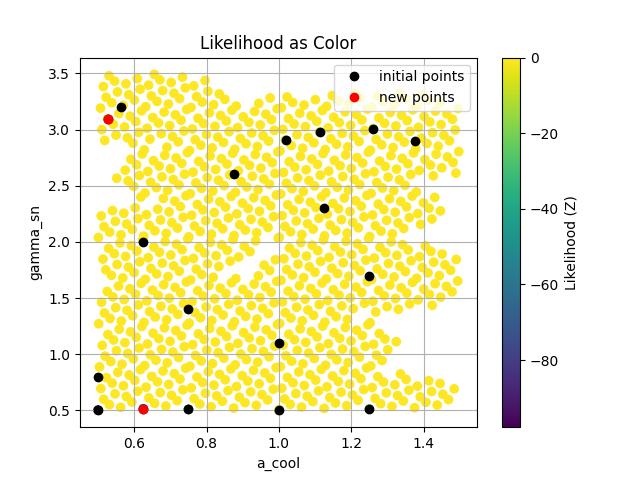 Likelihood as Color
initial points
new points
3.5
3.0
2.5
2.0
1.5
1.0
0.5
gamma_sn
0.6
0.8
1.0
1.2
1.4
a_cool
0
−20
−40
−60
−80
Likelihood (Z)